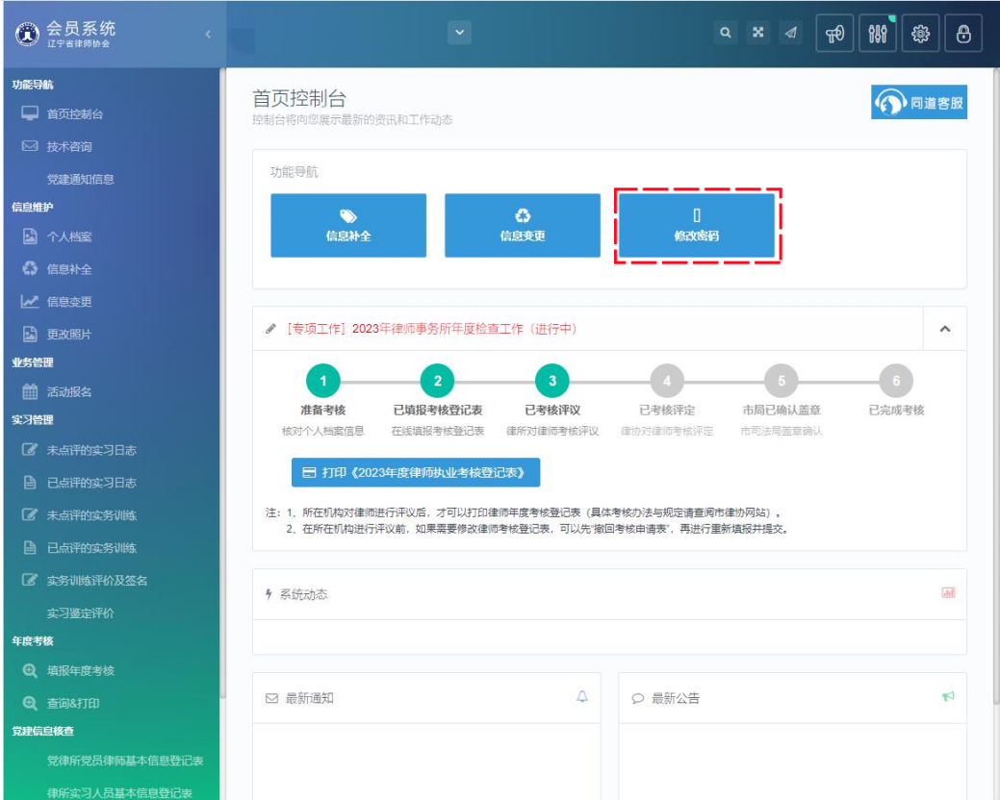 会员系统
辽宁省律师协会
功能导航
首页控制台
技术咨询
党建通知信息
信息维护
个人档案
信息补全
信息变更
更改照片
业务管理
活动报名
实习管理
未点评的实习日志
已点评的实习日志
未点评的实务训练
已点评的实务训练
实务训练评价及签名
实习鉴定评价
年度考核
填报年度考核
查询&打印
党建信息核查
党律所党员律师基本信息登记表
律所实习人员基本信息登记表
首页控制台
控制台将向您展示最新的资讯和工作动态
同道客服
功能导航
信息补全
信息变更
修改密码
[专项工作] 2023年律师事务所年度检查工作（进行中）
1 2 3 4 5 6
准备考核 已填报考核登记表 已考核评议 已考核评定 市局已确认盖章 已完成考核
核对个人档案信息 在线填报考核登记表 律所对律师考核评议 律协对律师考核评定 市司法局盖章确认
打印《2023年度律师执业考核登记表》
注：1、所在机构对律师进行评议后，才可以打印律师年度考核登记表（具体考核办法与规定请查阅市律协网站）。
2、在所在机构进行评议前，如果需要修改律师考核登记表，可以先“撤回考核申请表”，再进行重新填报并提交。
系统动态
最新通知
最新公告